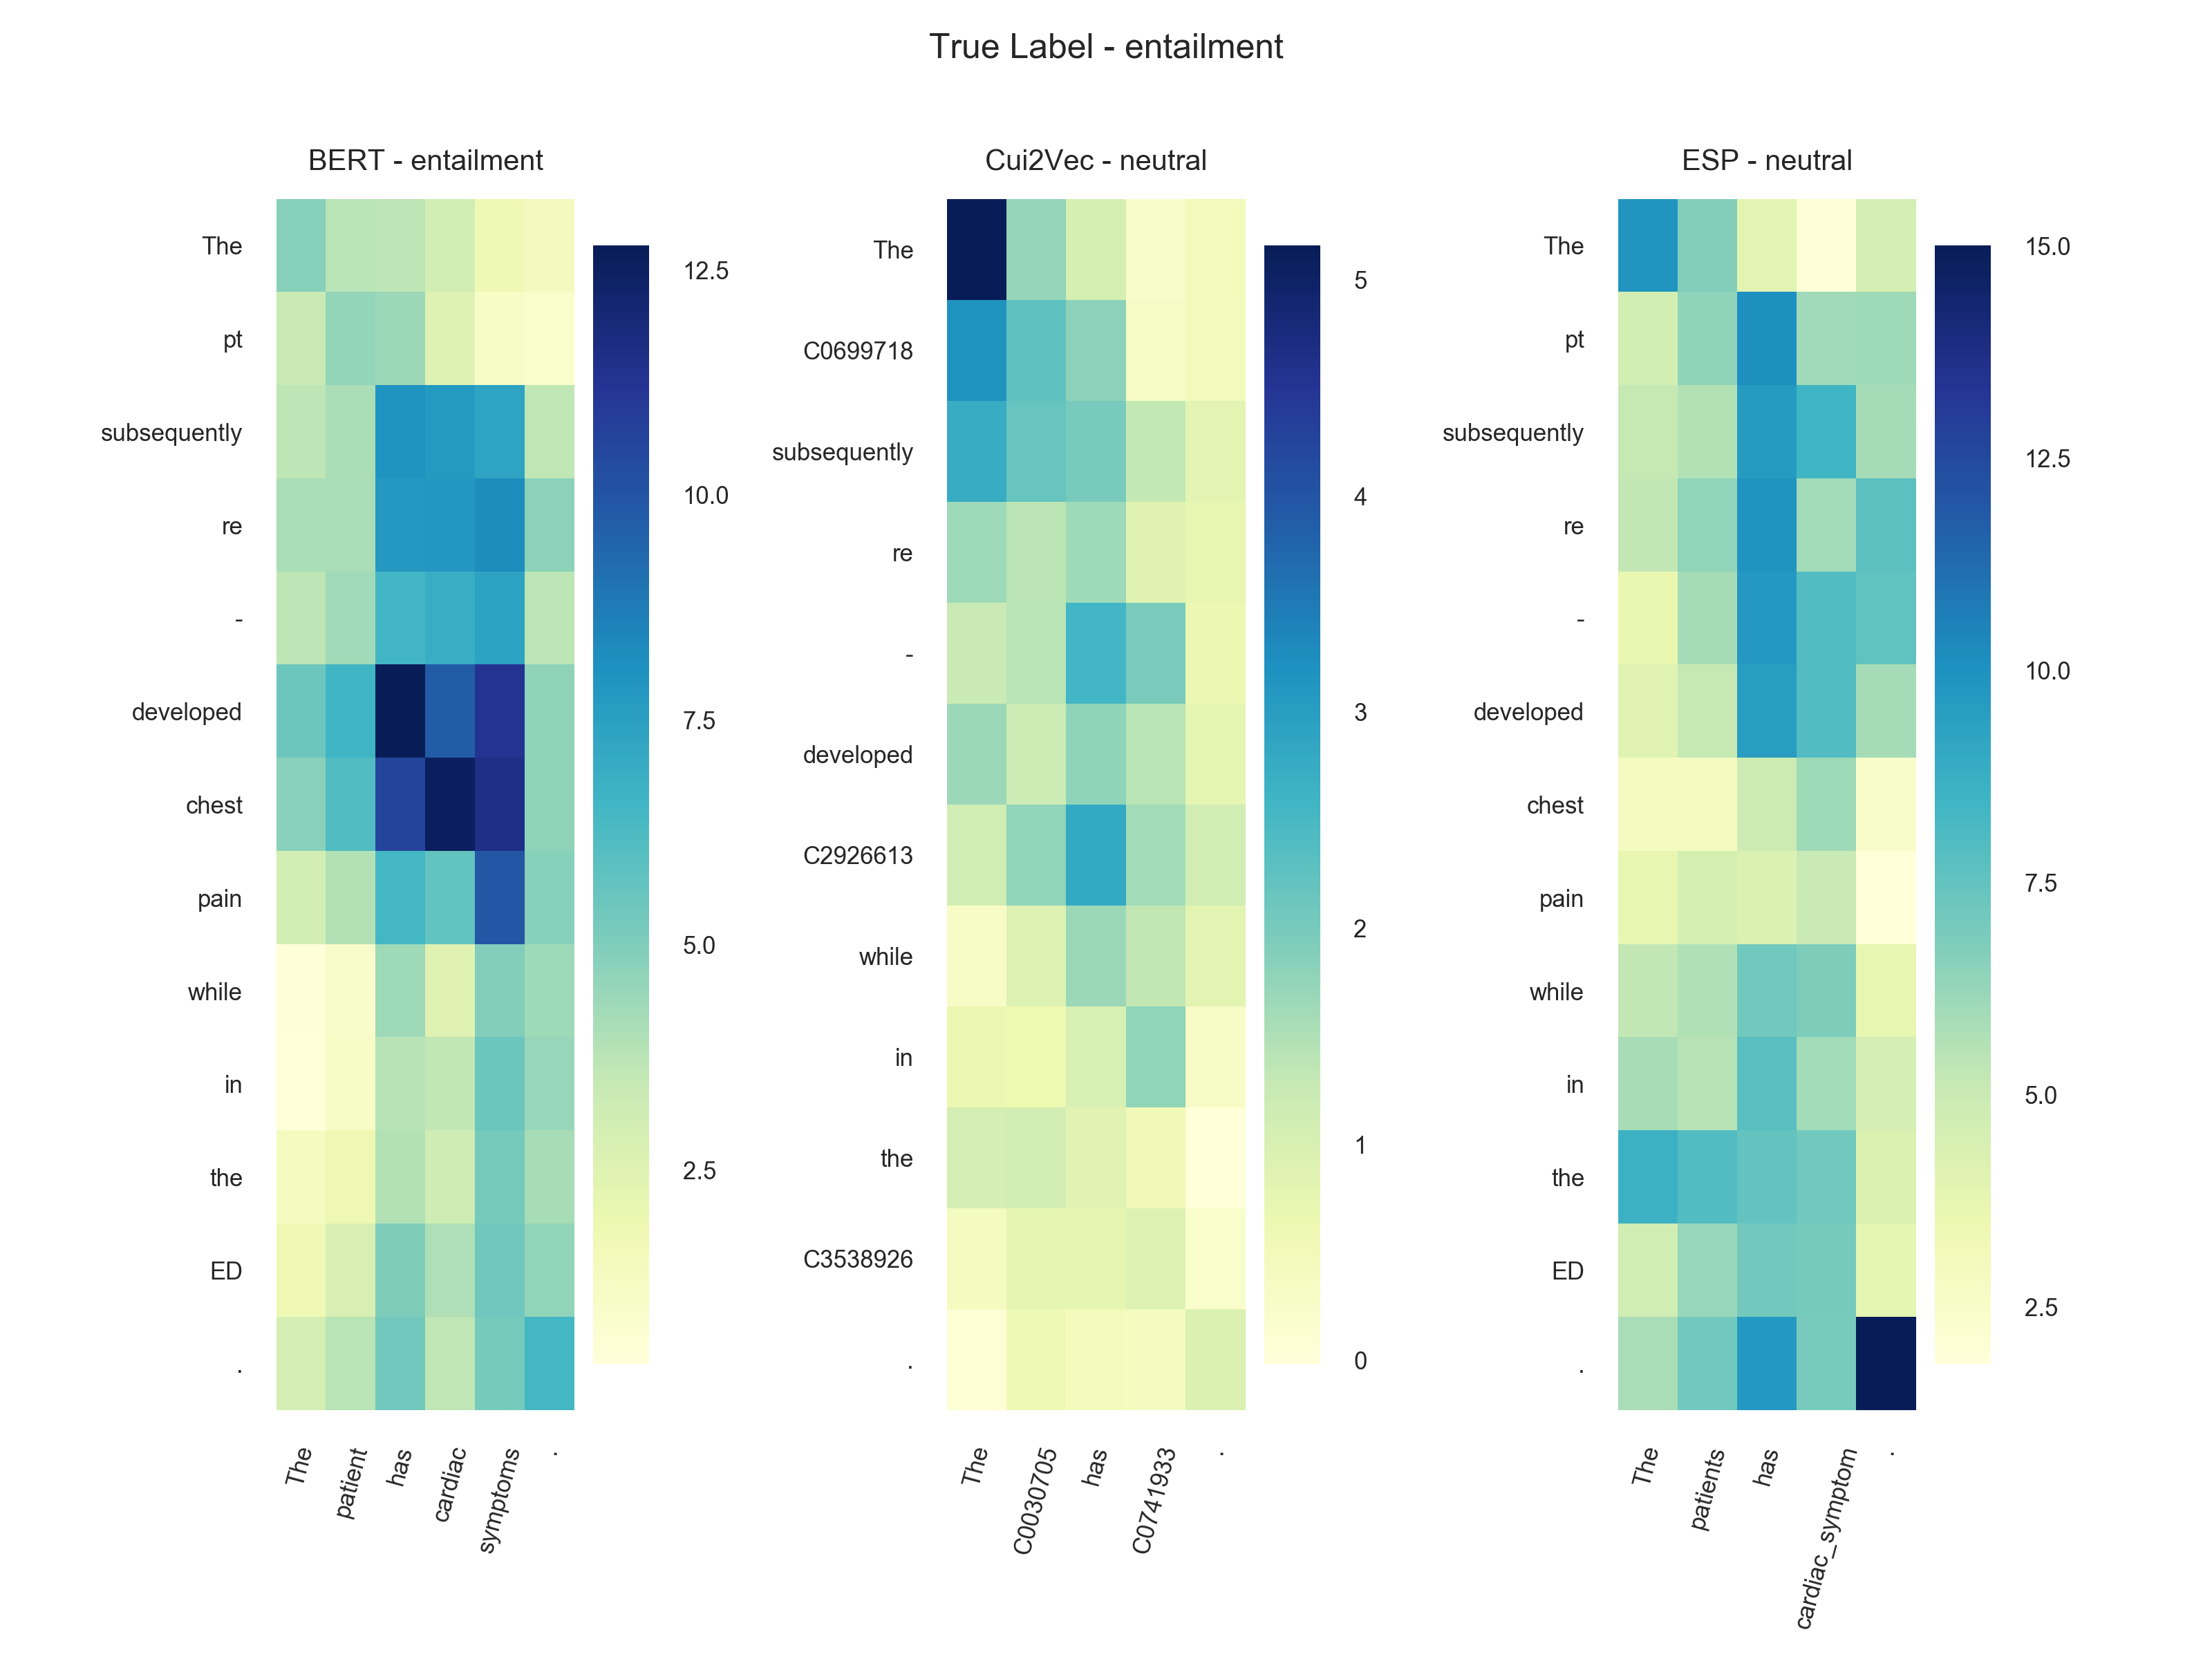 True Label - entailment
BERT - entailment
The
pt
subsequently
re
-
developed
chest
pain
while
in
the
ED
.
The
patient
has
cardiac
symptoms
.
12.5
10.0
7.5
5.0
2.5
Cui2Vec - neutral
The
C0699718
subsequently
re
-
developed
C2926613
while
in
the
C3538926
.
The
C0030705
has
C0741933
.
5
4
3
2
1
0
ESP - neutral
The
pt
subsequently
re
-
developed
chest
pain
while
in
the
ED
.
The
patients
has
cardiac_symptom
.
15.0
12.5
10.0
7.5
5.0
2.5